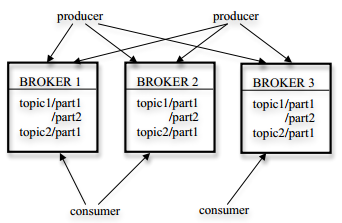 producer producer
BROKER 1 BROKER 2 BROKER 3
topic1/part1 topic1/part1 topic1/part1
/part2 /part2 /part2
topic2/part1 topic2/part1 topic2/part1
consumer consumer